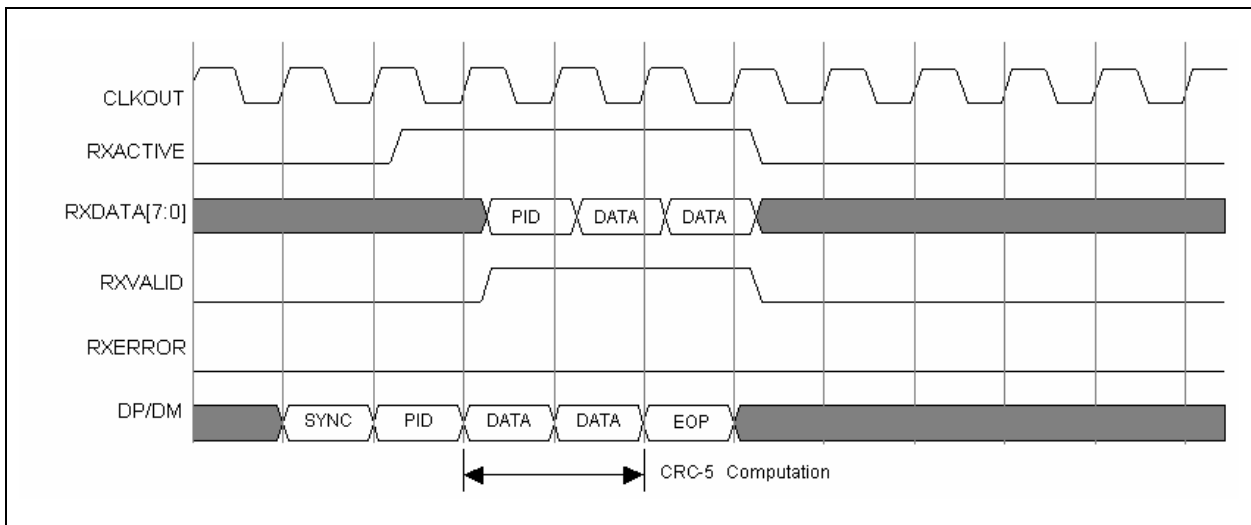 CLKOUT
RXACTIVE
RXDATA[7:0]
PID DATA DATA
RXVALID
RXERROR
DP/DM
SYNC PID DATA DATA EOP
CRC-5 Computation